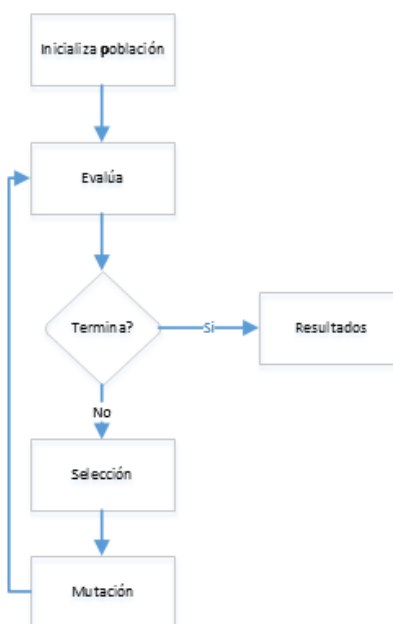 Inicializa población
Evalúa
Termina?
Si
Resultados
No
Selección
Mutación